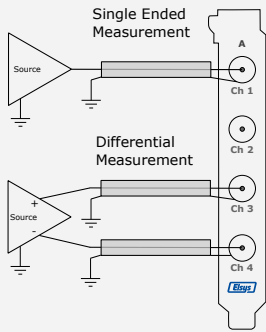 Single Ended
Measurement
A
Source
Ch 1
Ch 2
Differential
Measurement
+
Source
-
Ch 3
Ch 4
Elsys